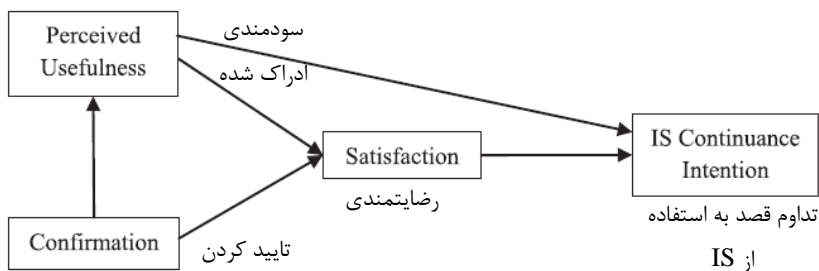 Perceived
Usefulness
سودمندی
ادراک شده
Satisfaction
رضایتمندی
IS Continuance
Intention
تداوم قصد به استفاده
از IS
Confirmation
تایید کردن